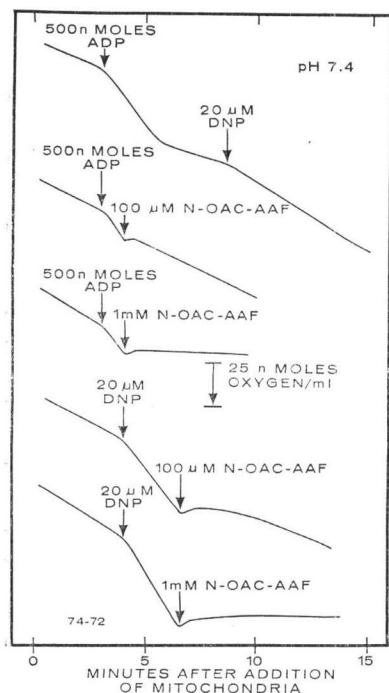 500n MOLES
ADP
pH 7.4
20 µM
DNP
500n MOLES
ADP
100 µM N-OAC-AAF
500n MOLES
ADP
1mM N-OAC-AAF
25 n MOLES
OXYGEN/ml
20 µM
DNP
100 µM N-OAC-AAF
20 µM
DNP
1mM N-OAC-AAF
74-72
0 5 10 15
MINUTES AFTER ADDITION
OF MITOCHONDRIA